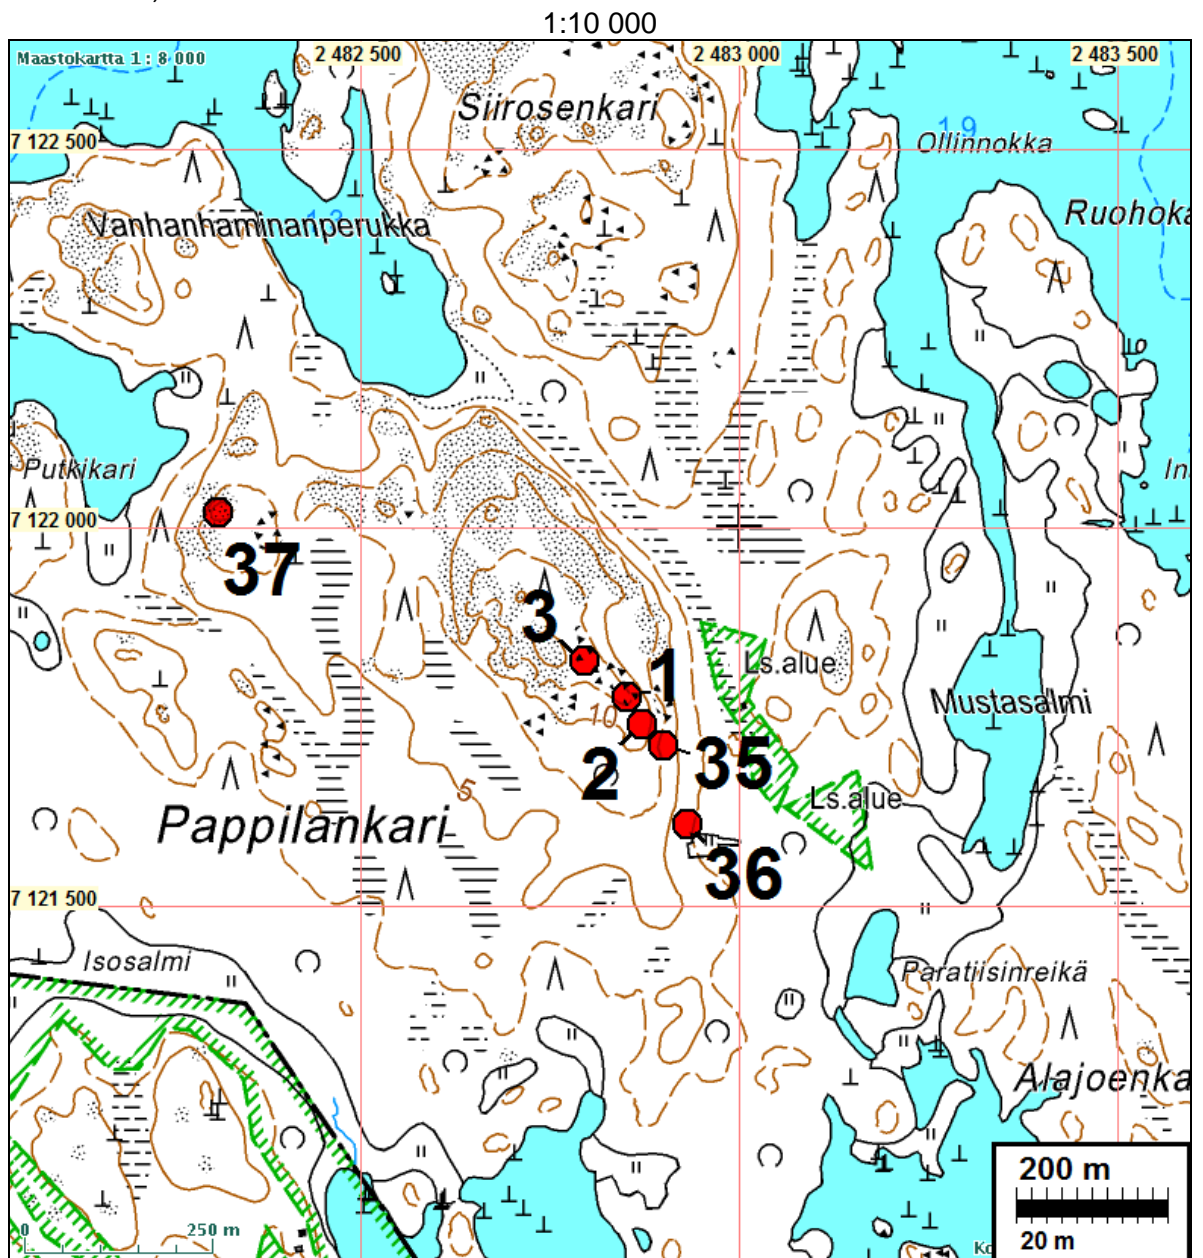 1:10 000
Maastokartta 1 : 8 000
2 482 500
2 483 000
2 483 500
Siirosenkari
19
7 122 500
Ollinnokka
Vanhanhaminanperukka
Ruohoka
Putkikari
7 122 000
37
3
1
Ls.alue
Mustasalmi
10
2
35
5
Ls.alue
Pappilankari
36
7 121 500
Isosalmi
Paratiisinreikä
Alajoenka
200 m
0
250 m
20 m